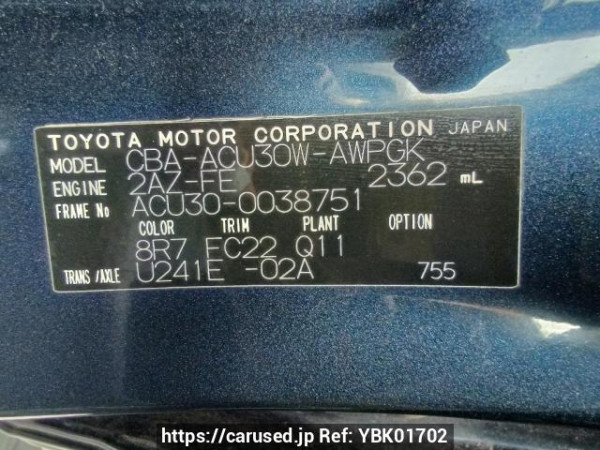 TOYOTA MOTOR CORPORATION JAPAN
MODEL CBA-ACU30W-AWPGK
ENGINE 2AZ-FE 2362 mL
FRAME No ACU30-0038751
COLOR TRIM PLANT OPTION
8R7 FC22 Q11
TRANS /AXLE U241E -02A 755
https://carused.jp Ref: YBK01702